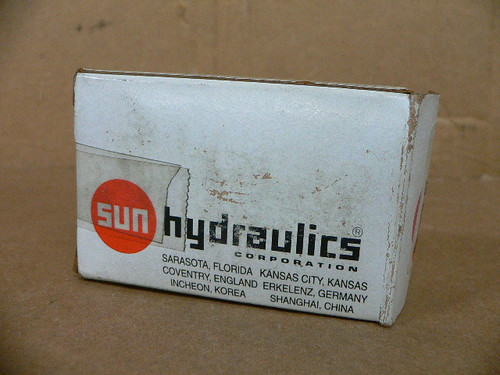 sun hydraulics®
CORPORATION
SARASOTA, FLORIDA KANSAS CITY, KANSAS
COVENTRY, ENGLAND ERKELENZ, GERMANY
INCHEON, KOREA SHANGHAI, CHINA